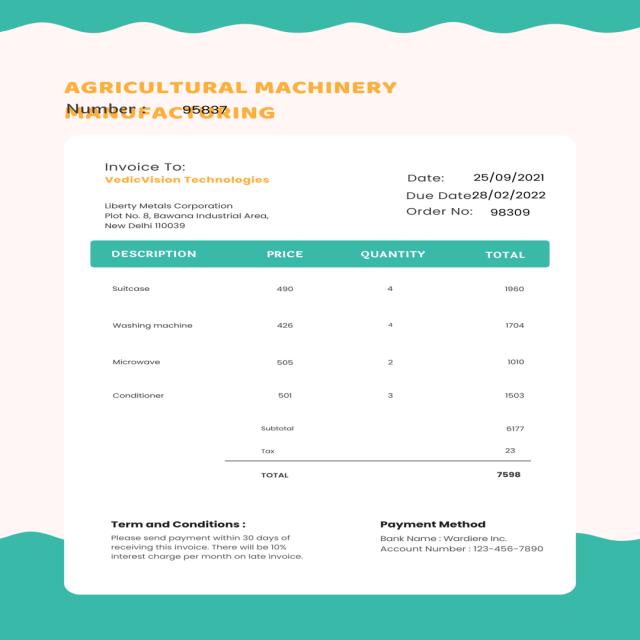 AGRICULTURAL MACHINERY
MANUFACTORING
Number : 95837
Invoice To:
VedicVision Technologies
Liberty Metals Corporation
Plot No. 8, Bawana Industrial Area,
New Delhi 110039
Date: 25/09/2021
Due Date 28/02/2022
Order No: 98309
DESCRIPTION PRICE QUANTITY TOTAL
Suitcase 490 4 1960
Washing machine 426 4 1704
Microwave 505 2 1010
Conditioner 501 3 1503
Subtotal 6177
Tax 23
TOTAL 7598
Term and Conditions :
Please send payment within 30 days of
receiving this invoice. There will be 10%
interest charge per month on late invoice.
Payment Method
Bank Name : Wardiere Inc.
Account Number : 123-456-7890